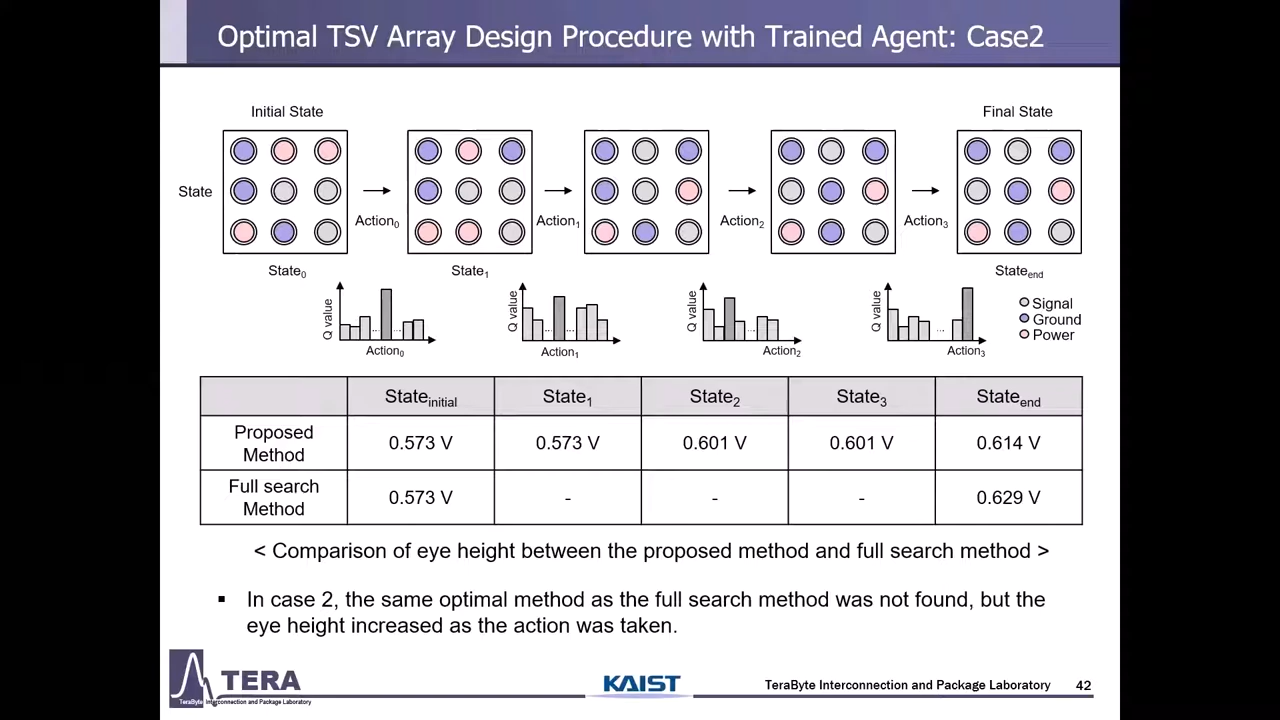 Optimal TSV Array Design Procedure with Trained Agent: Case2
Initial State
Final State
State
Action0
Action1
Action2
Action3
State0
State1
Stateend
Q value
Action0
Q value
Action1
Q value
Action2
Q value
Action3
Signal
Ground
Power
Stateinitial State1 State2 State3 Stateend
Proposed
Method
0.573 V 0.573 V 0.601 V 0.601 V 0.614 V
Full search
Method
0.573 V - - - 0.629 V
< Comparison of eye height between the proposed method and full search method >
▪ In case 2, the same optimal method as the full search method was not found, but the
eye height increased as the action was taken.
TERA
TeraByte Interconnection and Package Laboratory
KAIST
TeraByte Interconnection and Package Laboratory 42